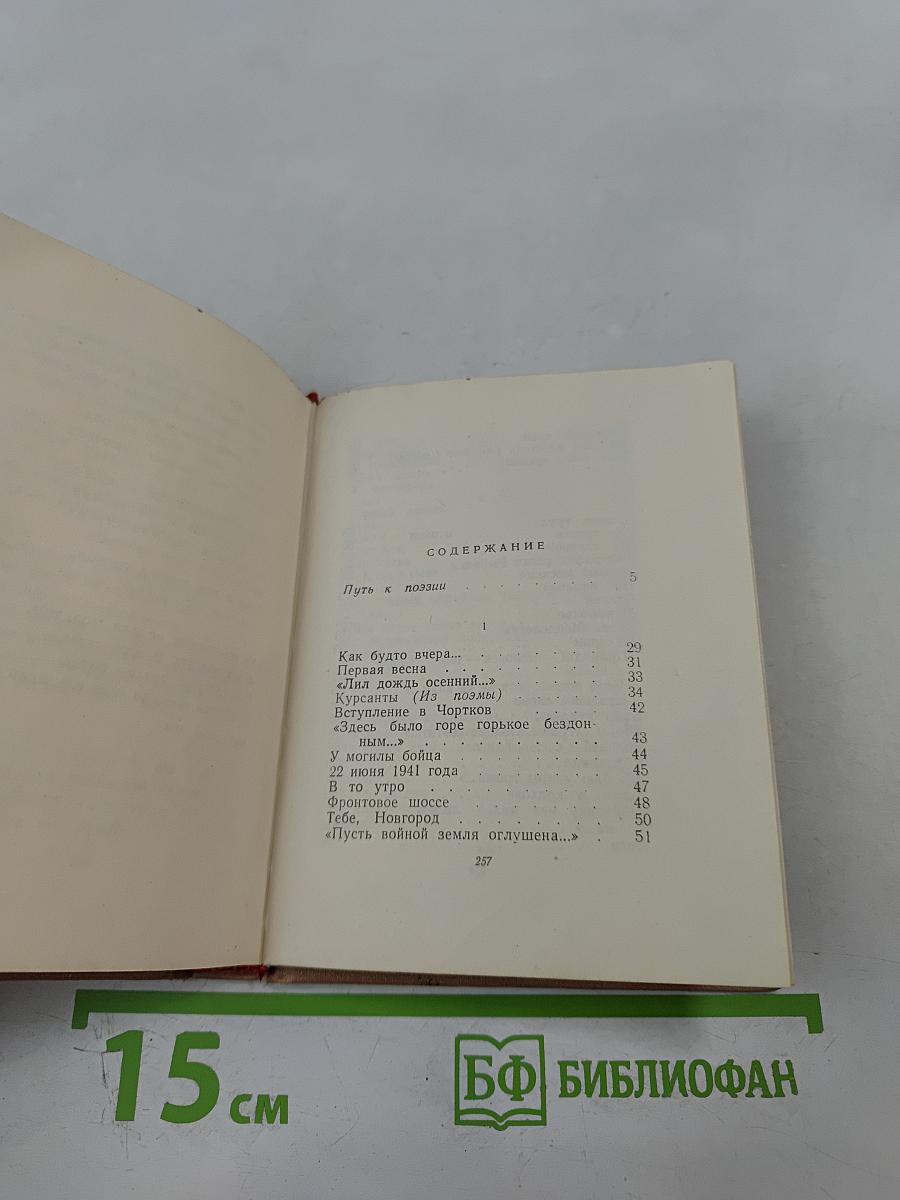 СОДЕРЖАНИЕ
Путь к поэзии . . . . . . . . 5
1
Как будто вчера... . . . . . . . . 29
Первая весна . . . . . . . . . 31
«Лил дождь осенний...» . . . . . . 33
Курсанты (Из поэмы) . . . . . 34
Вступление в Чортков . . . . 42
«Здесь было горе горькое бездон-
ным...» . . . . . . . . . . 43
У могилы бойца . . . . . . . . 44
22 июня 1941 года . . . . . . . 45
В то утро . . . . . . . . . . 47
Фронтовое шоссе . . . . . . . 48
Тебе, Новгород . . . . . . . . 50
«Пусть войной земля оглушена...» . 51
257
15 см
БФ БИБЛИОФАН